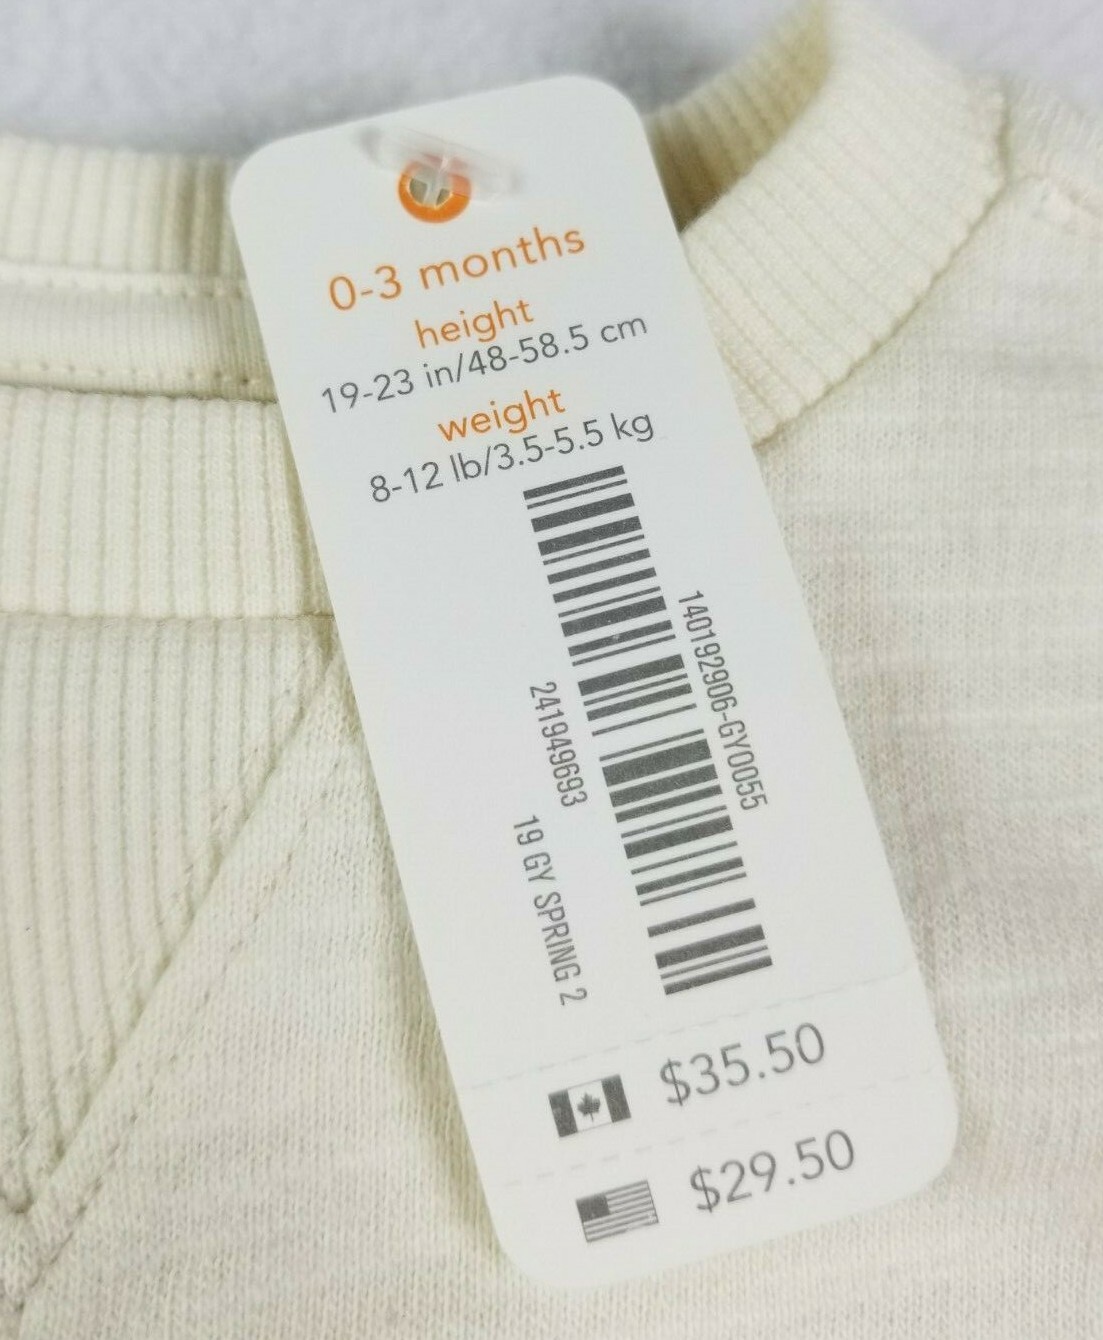 0-3 months
height
19-23 in/48-58.5 cm
weight
8-12 lb/3.5-5.5 kg
140192906-GY0055
241949693
19 GY SPRING 2
$35.50
$29.50